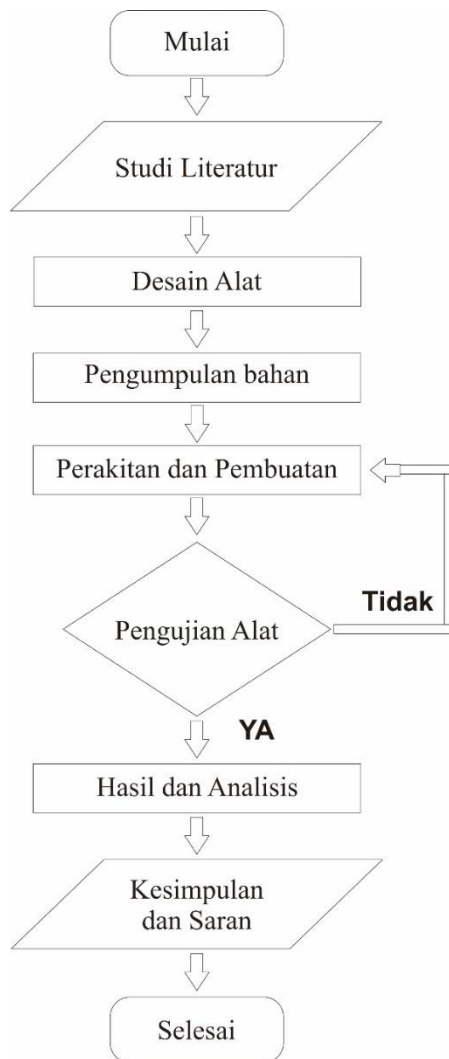 Mulai
Studi Literatur
Desain Alat
Pengumpulan bahan
Perakitan dan Pembuatan
Tidak
Pengujian Alat
YA
Hasil dan Analisis
Kesimpulan
dan Saran
Selesai